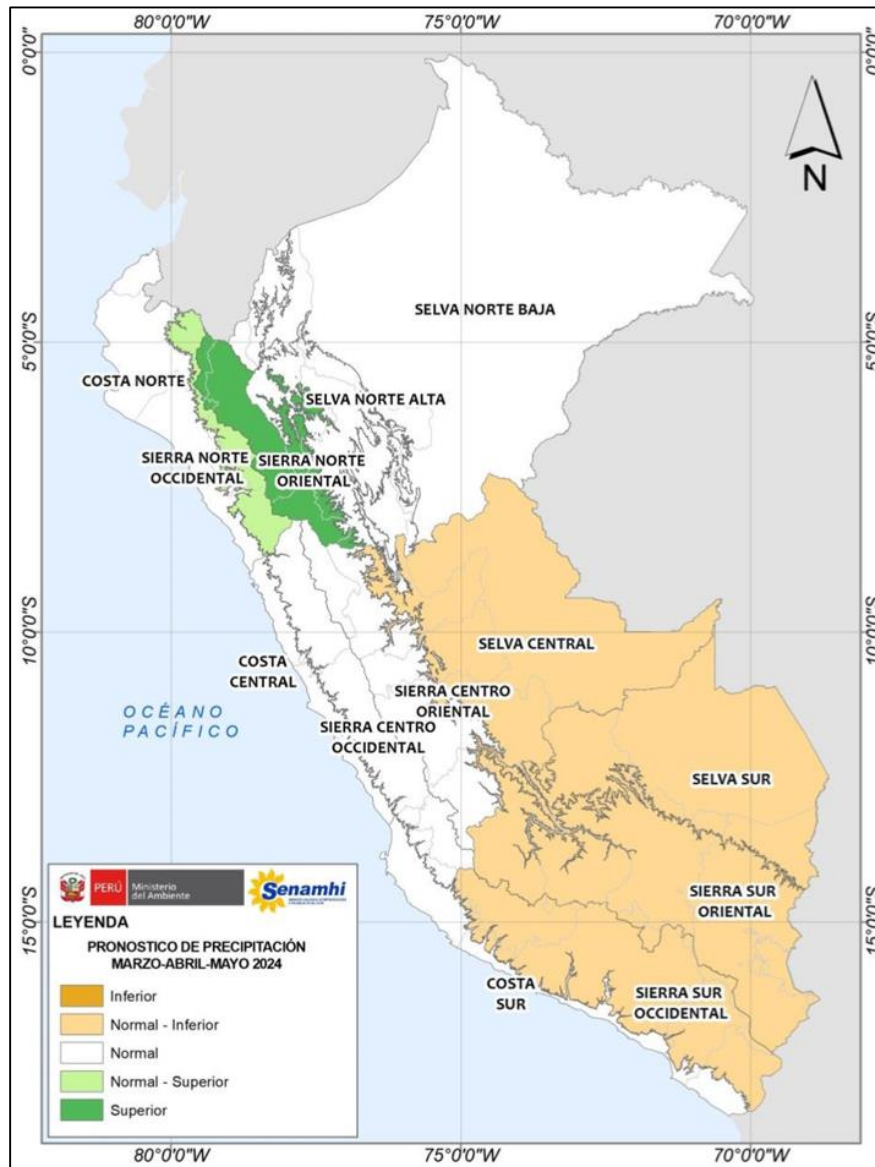 80°0'0"W
75°0'0"W
70°0'0"W
0°0'0"
0°0'0"
N
SELVA NORTE BAJA
5°0'0"S
5°0'0"S
COSTA NORTE
SELVA NORTE ALTA
SIERRA NORTE
OCCIDENTAL
SIERRA NORTE
ORIENTAL
10°0'0"S
10°0'0"S
SELVA CENTRAL
COSTA
CENTRAL
SIERRA CENTRO
ORIENTAL
OCÉANO
PACÍFICO
SIERRA CENTRO
OCCIDENTAL
SELVA SUR
SIERRA SUR
ORIENTAL
15°0'0"S
15°0'0"S
COSTA
SUR
SIERRA SUR
OCCIDENTAL
PERÚ
Ministerio
del Ambiente
Senamhi
LEYENDA
PRONOSTICO DE PRECIPITACIÓN
MARZO-ABRIL-MAYO 2024
Inferior
Normal - Inferior
Normal
Normal - Superior
Superior
80°0'0"W
75°0'0"W
70°0'0"W